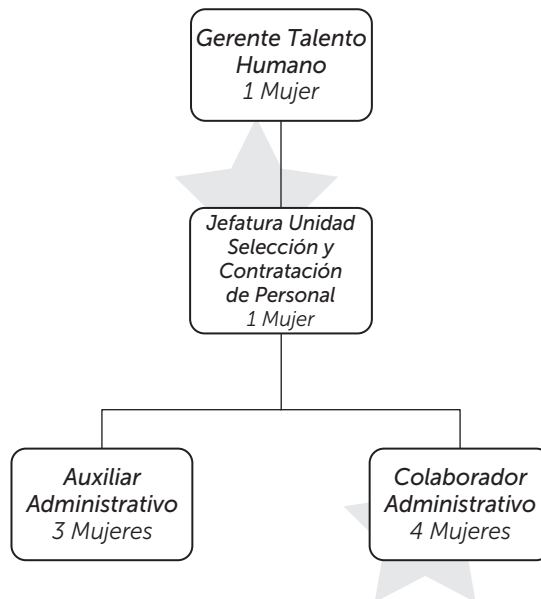 Gerente Talento
Humano
1 Mujer
Jefatura Unidad
Selección y
Contratación
de Personal
1 Mujer
Auxiliar
Administrativo
3 Mujeres
Colaborador
Administrativo
4 Mujeres